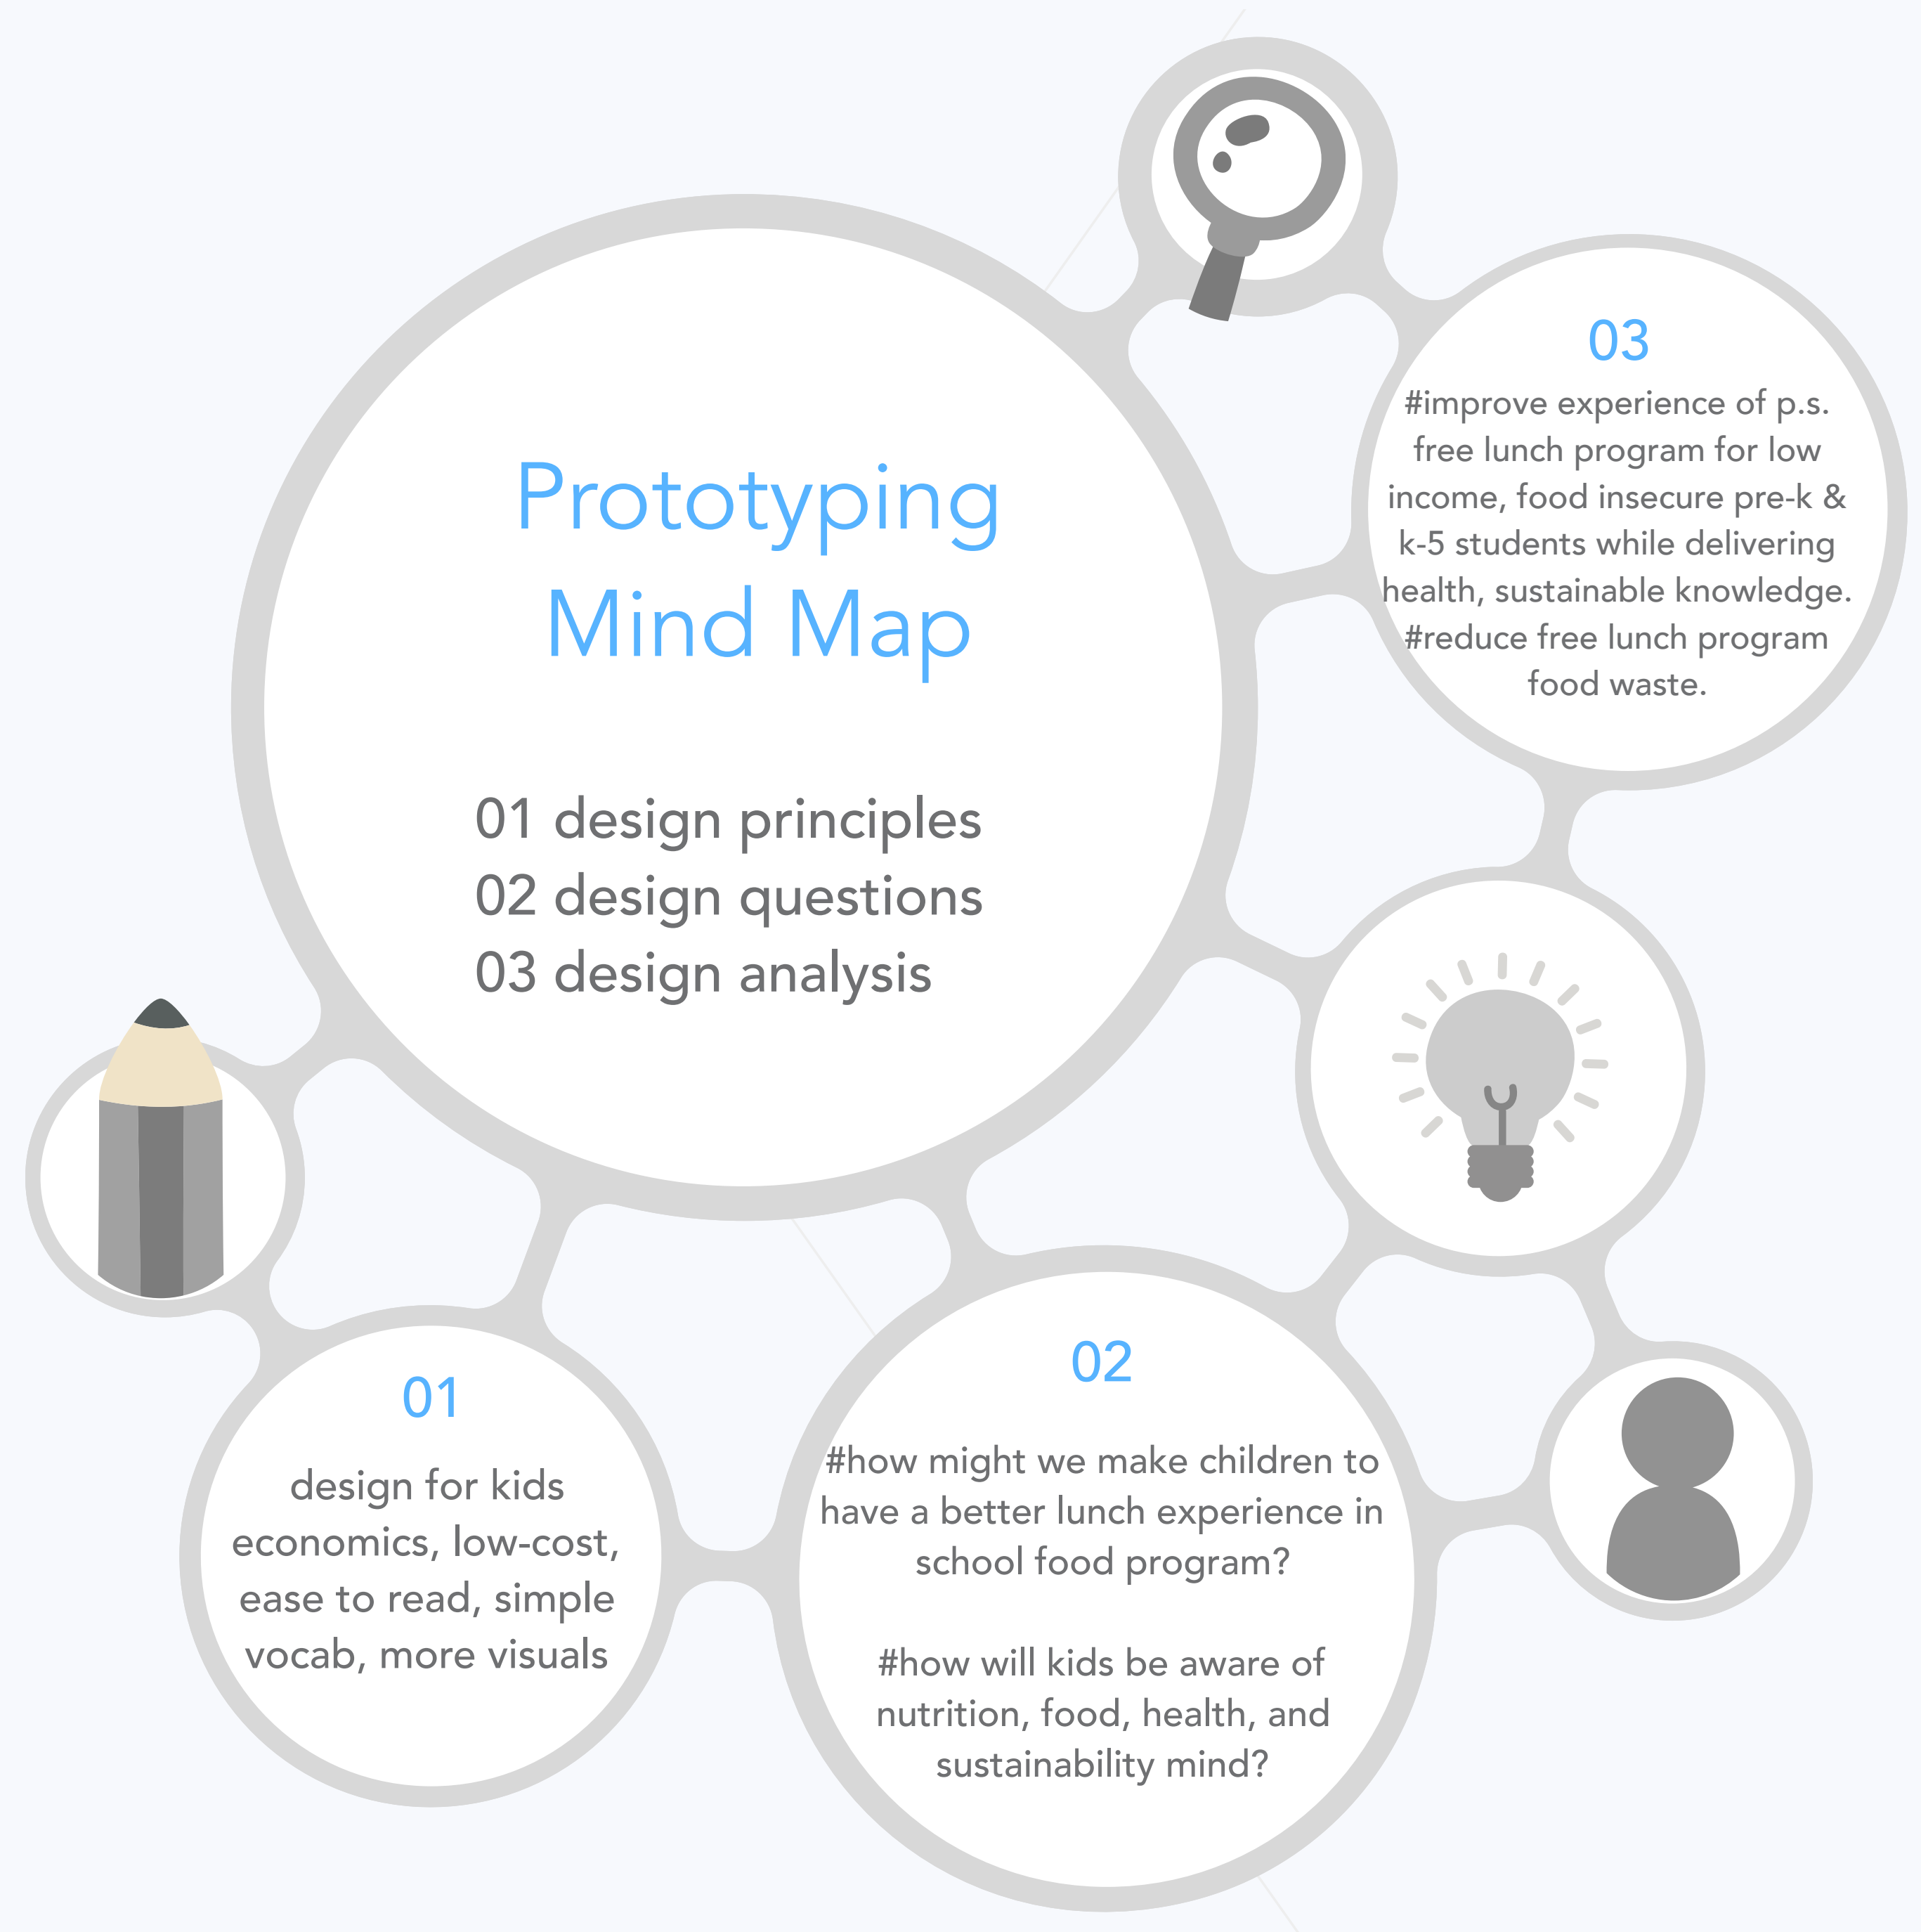 Prototyping
Mind Map
01 design principles
02 design questions
03 design analysis
03
#improve experience of p.s.
free lunch program for low
income, food insecure pre-k &
k-5 students while delivering
health, sustainable knowledge.
#reduce free lunch program
food waste.
01
design for kids
economics, low-cost,
ease to read, simple
vocab, more visuals
02
#how might we make children to
have a better lunch experience in
school food program?
#how will kids be aware of
nutrition, food, health, and
sustainability mind?